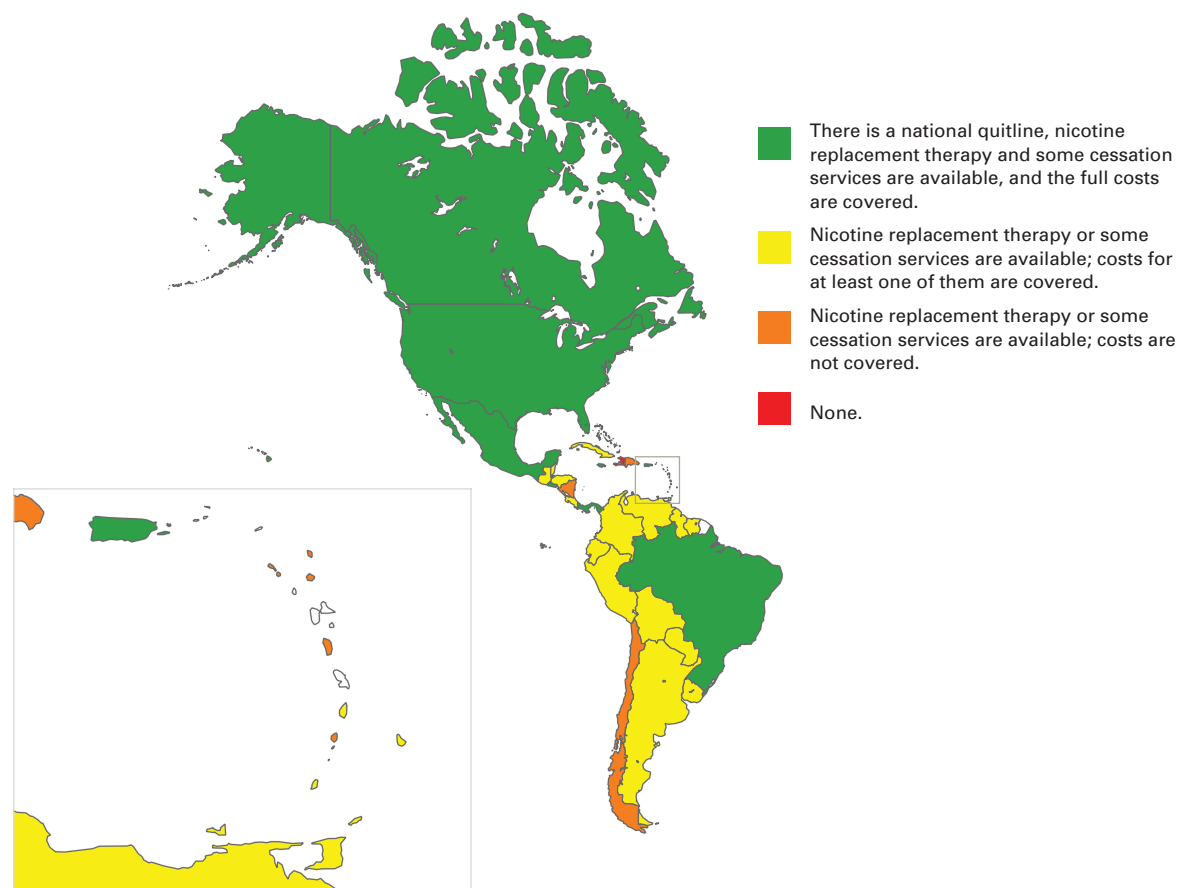 There is a national quitline, nicotine
replacement therapy and some cessation
services are available, and the full costs
are covered.
Nicotine replacement therapy or some
cessation services are available; costs for
at least one of them are covered.
Nicotine replacement therapy or some
cessation services are available; costs are
not covered.
None.